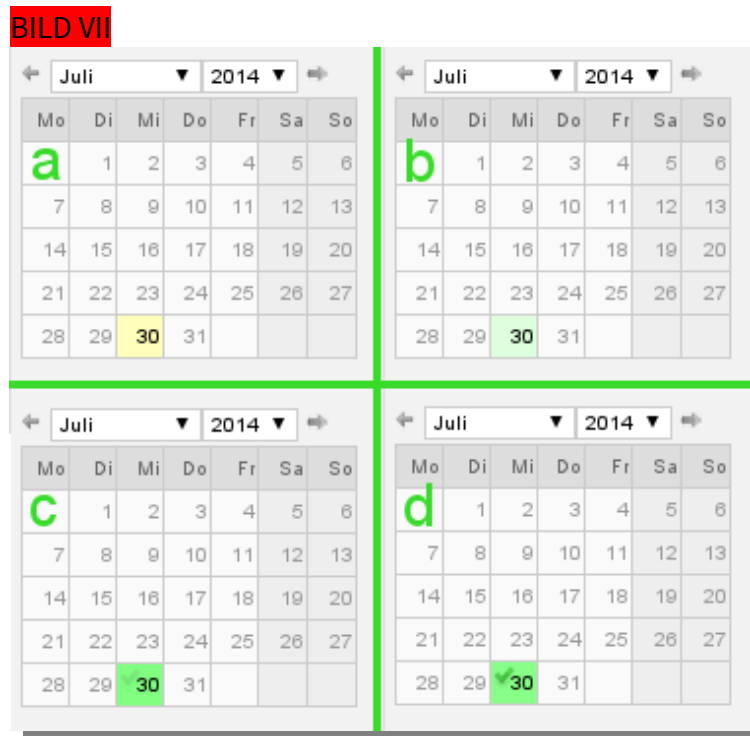 BILD VII
Juli ▼ 2014 ▼
Mo Di Mi Do Fr Sa So
a 1 2 3 4 5 6
7 8 9 10 11 12 13
14 15 16 17 18 19 20
21 22 23 24 25 26 27
28 29 30 31
Juli ▼ 2014 ▼
Mo Di Mi Do Fr Sa So
b 1 2 3 4 5 6
7 8 9 10 11 12 13
14 15 16 17 18 19 20
21 22 23 24 25 26 27
28 29 30 31
Juli ▼ 2014 ▼
Mo Di Mi Do Fr Sa So
c 1 2 3 4 5 6
7 8 9 10 11 12 13
14 15 16 17 18 19 20
21 22 23 24 25 26 27
28 29 30 31
Juli ▼ 2014 ▼
Mo Di Mi Do Fr Sa So
d 1 2 3 4 5 6
7 8 9 10 11 12 13
14 15 16 17 18 19 20
21 22 23 24 25 26 27
28 29 30 31